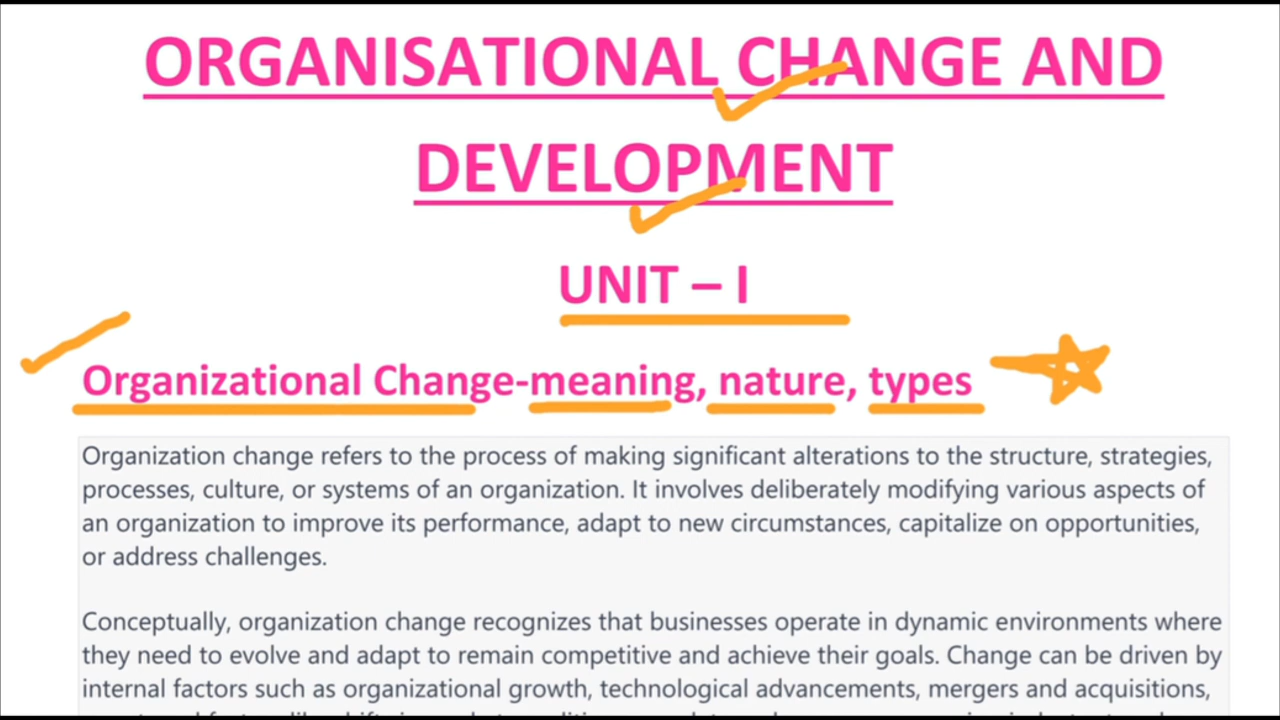 ORGANISATIONAL CHANGE AND
DEVELOPMENT
UNIT – I
Organizational Change-meaning, nature, types
Organization change refers to the process of making significant alterations to the structure, strategies,
processes, culture, or systems of an organization. It involves deliberately modifying various aspects of
an organization to improve its performance, adapt to new circumstances, capitalize on opportunities,
or address challenges.
Conceptually, organization change recognizes that businesses operate in dynamic environments where
they need to evolve and adapt to remain competitive and achieve their goals. Change can be driven by
internal factors such as organizational growth, technological advancements, mergers and acquisitions,